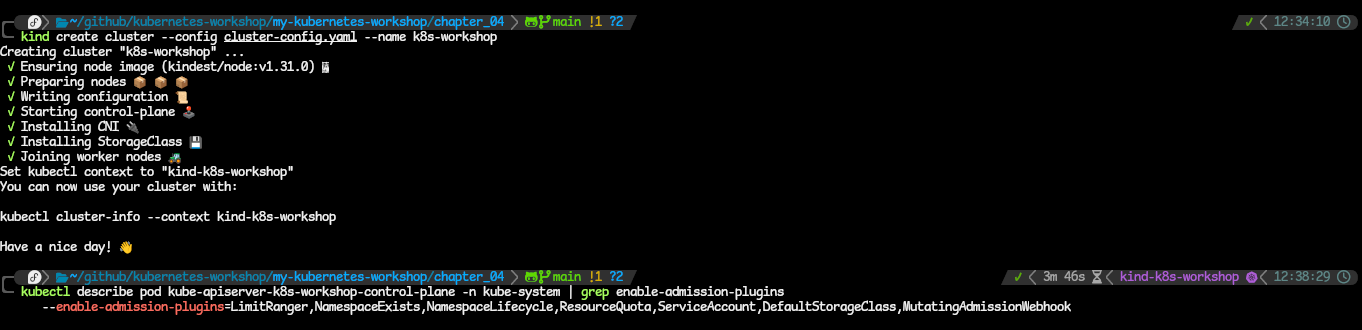 ~/github/kubernetes-workshop/my-kubernetes-workshop/chapter_04 main !1 ?2 ✓ 12:34:10
kind create cluster --config cluster-config.yaml --name k8s-workshop
Creating cluster "k8s-workshop" ...
✓ Ensuring node image (kindest/node:v1.31.0) 🖼
✓ Preparing nodes 📦 📦 📦
✓ Writing configuration 📜
✓ Starting control-plane 🕹️
✓ Installing CNI 🔌
✓ Installing StorageClass 💾
✓ Joining worker nodes 🚜
Set kubectl context to "kind-k8s-workshop"
You can now use your cluster with:
kubectl cluster-info --context kind-k8s-workshop
Have a nice day! 👋
~/github/kubernetes-workshop/my-kubernetes-workshop/chapter_04 main !1 ?2 ✓ 3m 46s kind-k8s-workshop 12:38:29
kubectl describe pod kube-apiserver-k8s-workshop-control-plane -n kube-system | grep enable-admission-plugins
--enable-admission-plugins=LimitRanger,NamespaceExists,NamespaceLifecycle,ResourceQuota,ServiceAccount,DefaultStorageClass,MutatingAdmissionWebhook